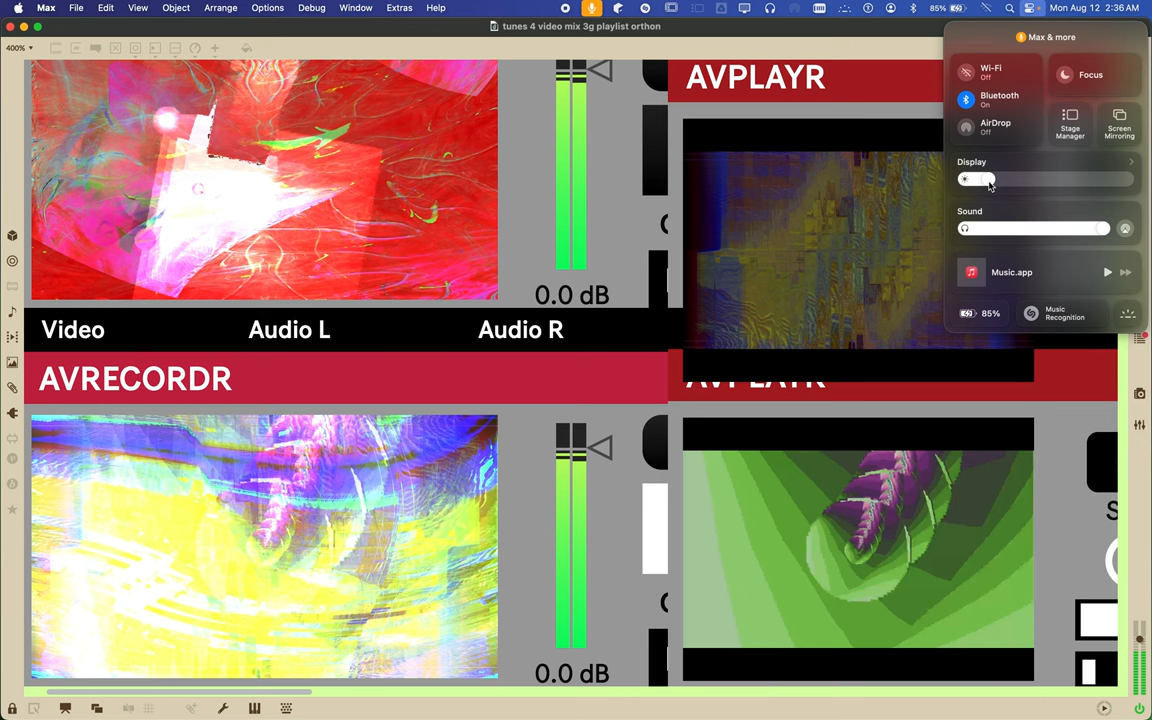 Max File Edit View Object Arrange Options Debug Window Extras Help
85% Mon Aug 12 2:36 AM
tunes 4 video mix 3g playlist orthon
400%
Max & more
Wi-Fi
Off
Bluetooth
On
AirDrop
Off
Focus
Stage
Manager
Screen
Mirroring
Display
Sound
Music.app
85%
Music
Recognition
AVPLAYR
0.0 dB
Video Audio L Audio R
AVRECORDR
AVPLAYR
0.0 dB